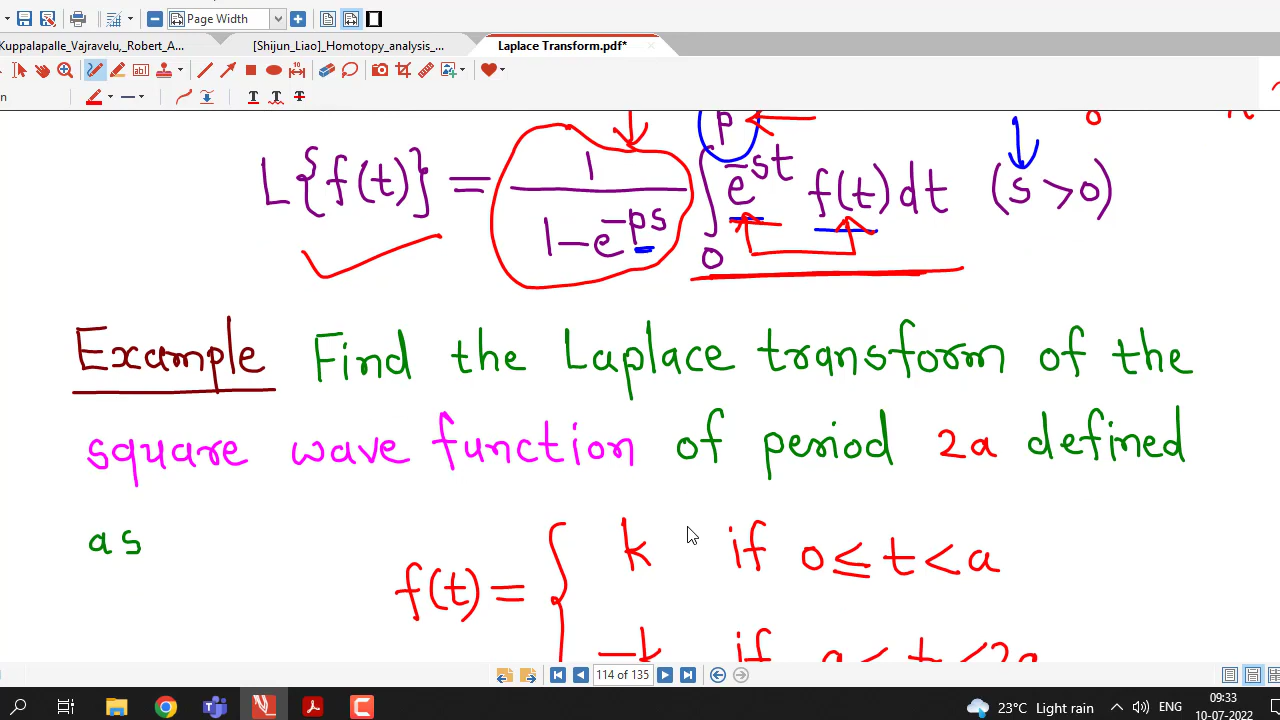 Page Width
Kuppalapalle_Vajravelu,_Robert_A...
[Shijun_Liao]_Homotopy_analysis_...
Laplace Transform.pdf*
p
L{f(t)} = 1/(1-e^-ps) ∫0 e^-st f(t)dt (s>0)
Example Find the Laplace transform of the
square wave function of period 2a defined
as
f(t) = { k if 0≤t<a
-k if a≤t<2a
114 of 135
09:33
23°C Light rain
ENG
10-07-2022